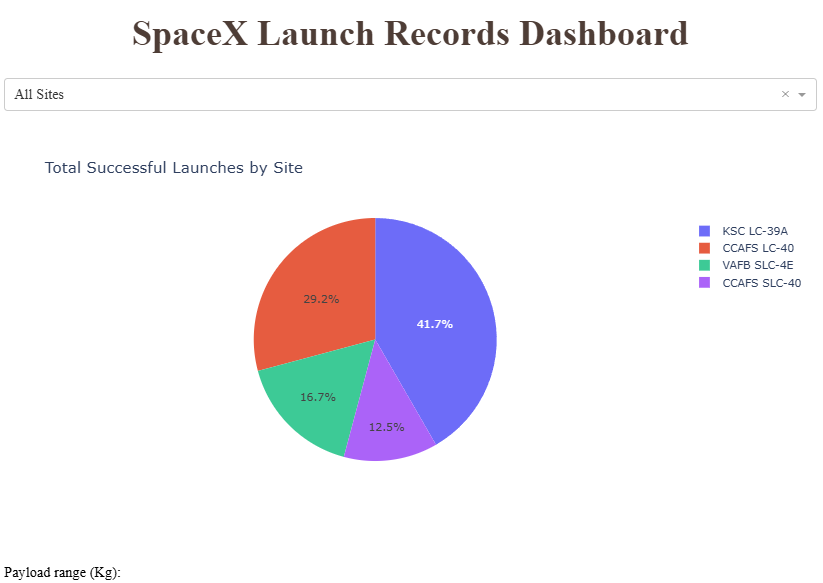 SpaceX Launch Records Dashboard
All Sites
Total Successful Launches by Site
KSC LC-39A
CCAFS LC-40
VAFB SLC-4E
CCAFS SLC-40
29.2%
41.7%
16.7%
12.5%
Payload range (Kg):